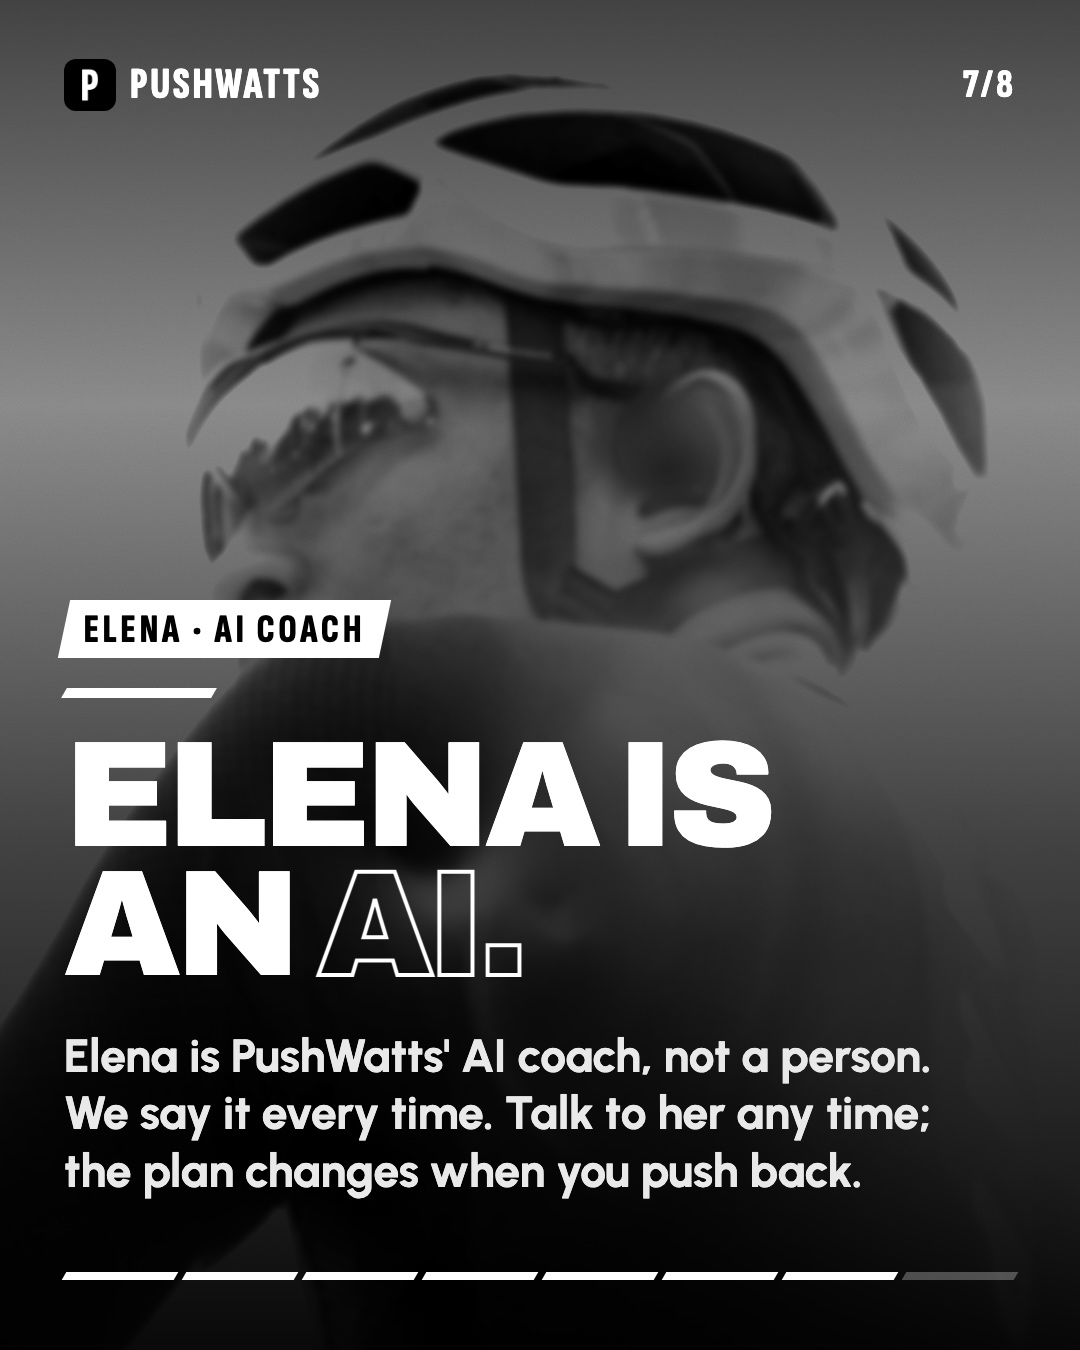 P PUSHWATTS
7/8
ELENA · AI COACH
ELENA IS
AN AI.
Elena is PushWatts' AI coach, not a person.
We say it every time. Talk to her any time;
the plan changes when you push back.